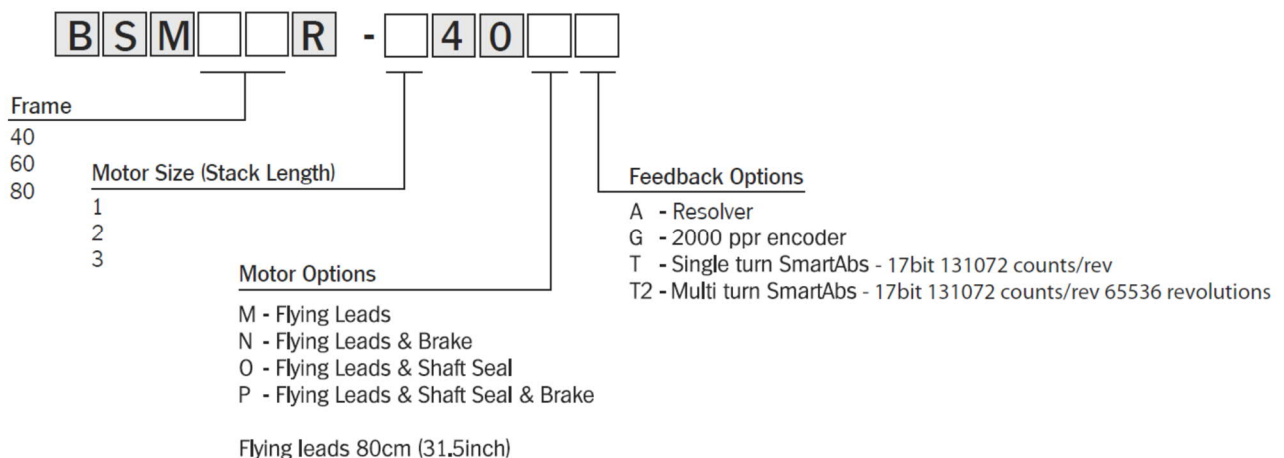 BSM R - 40
Frame
40
60
80
Motor Size (Stack Length)
1
2
3
Motor Options
M - Flying Leads
N - Flying Leads & Brake
O - Flying Leads & Shaft Seal
P - Flying Leads & Shaft Seal & Brake
Flying leads 80cm (31.5inch)
Feedback Options
A - Resolver
G - 2000 ppr encoder
T - Single turn SmartAbs - 17bit 131072 counts/rev
T2 - Multi turn SmartAbs - 17bit 131072 counts/rev 65536 revolutions